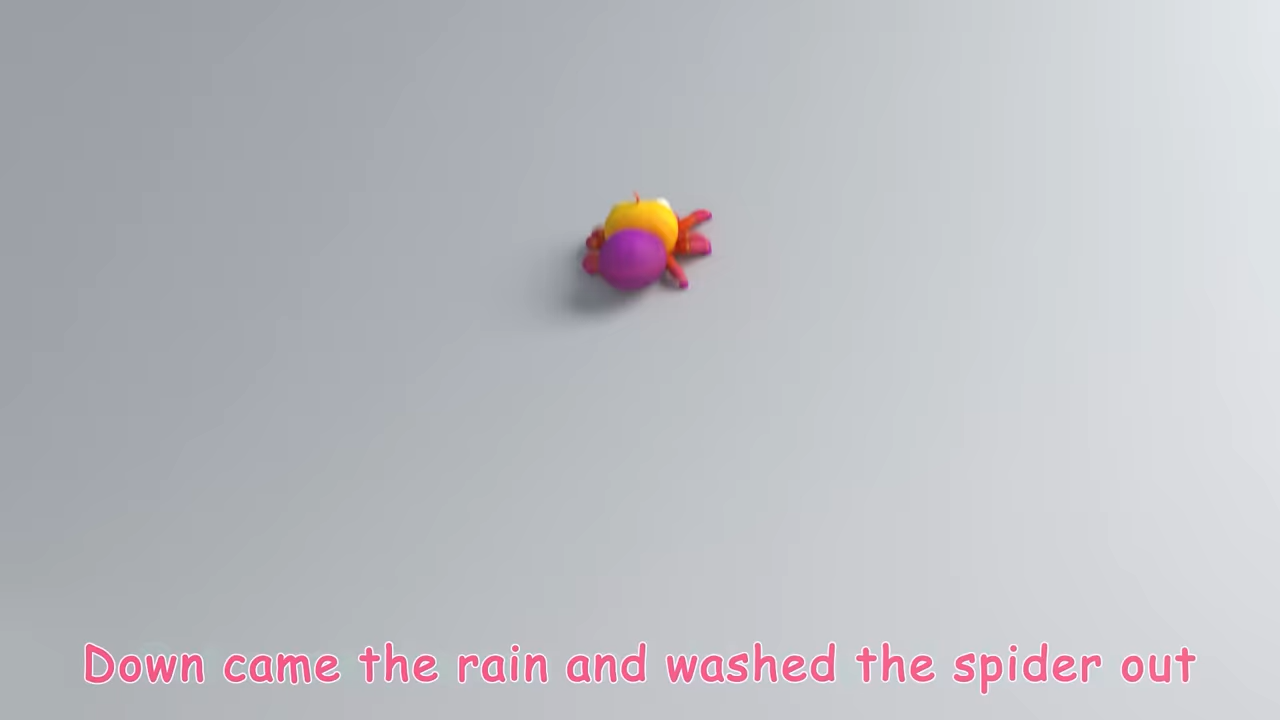 Down came the rain and washed the spider out